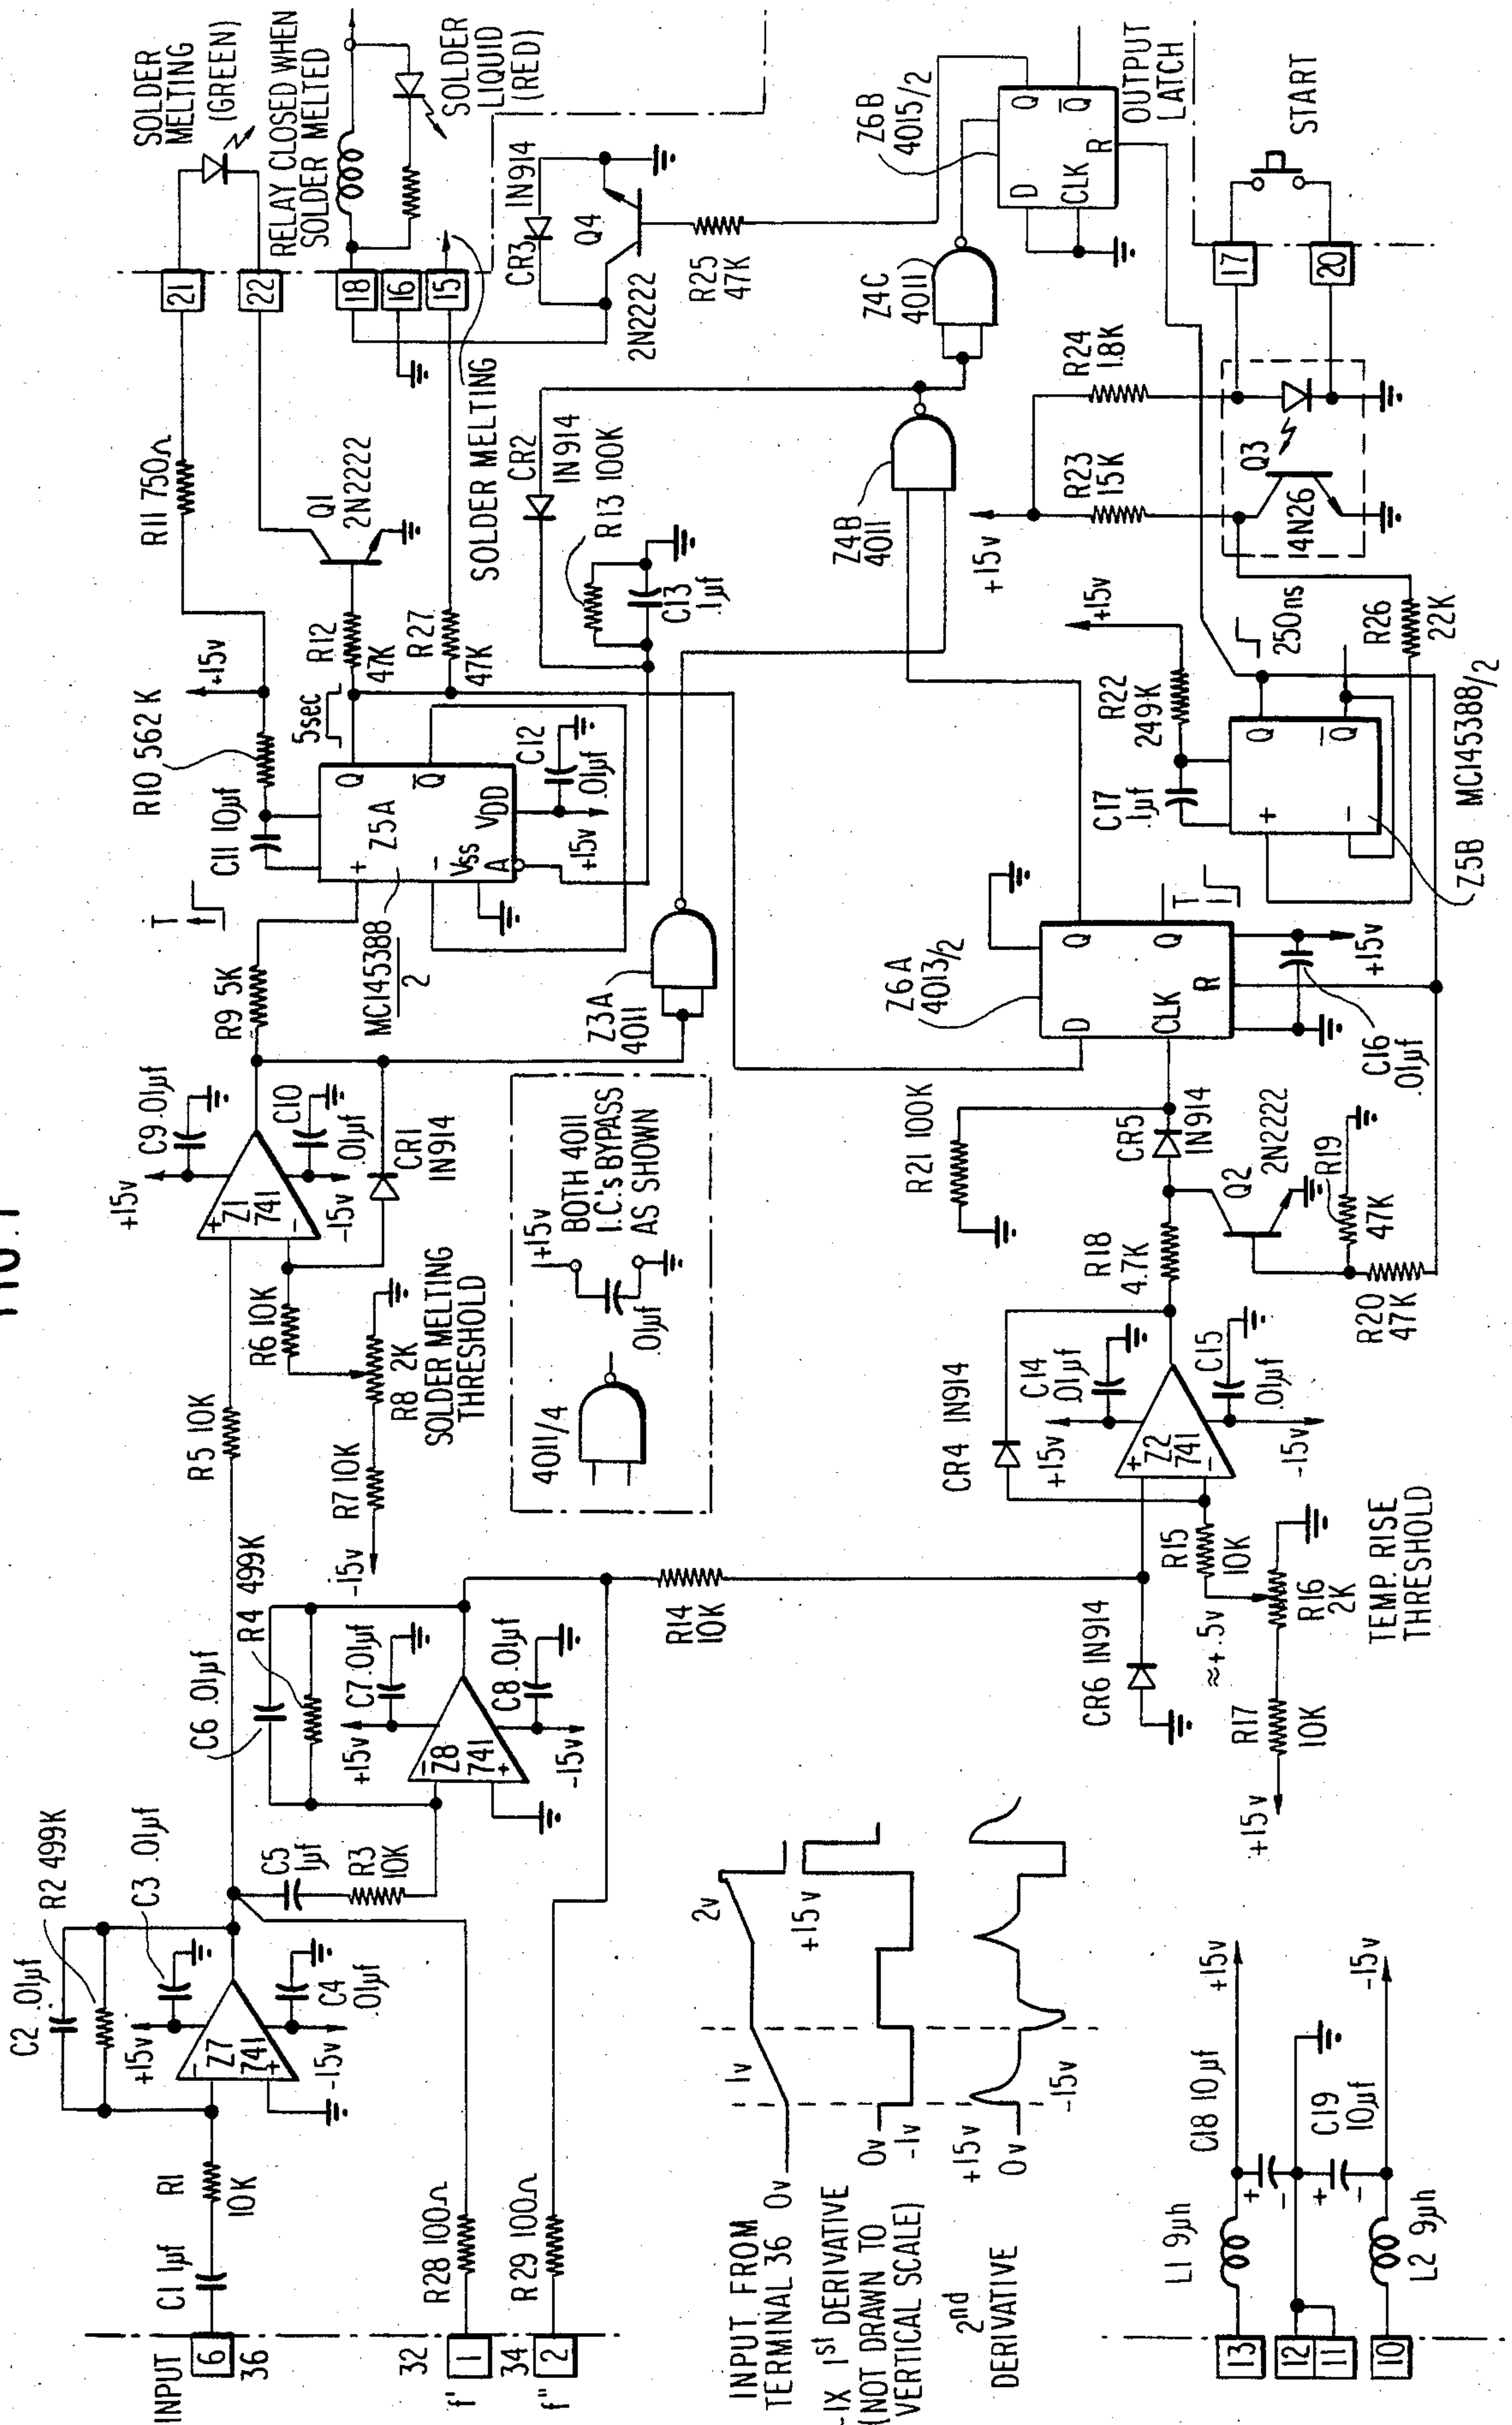 FIG. 1
SOLDER
MELTING
(GREEN)
RELAY CLOSED WHEN
SOLDER MELTED
SOLDER
LIQUID
(RED)
21
22
18
16
15
R11 750Ω
Q1
2N2222
R12
47K
R27
47K
SOLDER MELTING
+15v
R10 562K
C11 10µf
5sec
T
R9 5K
+
Q
Z5A
-
Q
VSS
VDD
A
MC145388
2
C12
.01µf
+15v
CR2
IN914
R13 100K
C13
.1µf
CR3
IN914
Q4
2N2222
R25
47K
Z6B
4015/2
D
Q
CLK
Q
R
OUTPUT
LATCH
Z4C
4011
Z4B
4011
Z3A
4011
START
17
20
R24
1.8K
R23
15K
+15v
Q3
14N26
250ns
R26
22K
+15v
R22
249K
C17
.1µf
+
Q
-
Q
Z5B MC145388/2
Z6A
4013/2
D
Q
CLK
Q
R
T
C16
.01µf
+15v
+15v
C9 .01µf
+
Z1
741
-
C10
.01µf
-15v
CR1
IN914
R5 10K
R6 10K
R7 10K
-15v
R8 2K
SOLDER MELTING
THRESHOLD
4011/4
+15v
BOTH 4011
I.C.'s BYPASS
AS SHOWN
.01µf
R21 100K
CR5
IN914
R18
4.7K
Q2
2N2222
R19
47K
R20
47K
CR4 IN914
C14
.01µf
+15v
+
Z2
741
-
C15
.01µf
-15v
R15
10K
≈+.5v
R16
2K
R17
10K
+15v
TEMP. RISE
THRESHOLD
CR6 IN914
R14
10K
C6 .01µf
R4 499K
C7 .01µf
+15v
-
Z8
741
+
C8 .01µf
-15v
C2 .01µf
R2 499K
C3 .01µf
+15v
-
Z7
741
+
C4
.01µf
-15v
C5
1µf
R3
10K
INPUT
6
36
C1 1µf
R1
10K
32
1
f'
R28 100Ω
34
2
f"
R29 100Ω
INPUT FROM
TERMINAL 36
0v
1v
2v
-1X 1st DERIVATIVE
(NOT DRAWN TO
VERTICAL SCALE)
0v
-1v
+15v
2nd
DERIVATIVE
+15v
0v
-15v
13
12
11
10
L1 9µh
L2 9µh
C18 10µf
+
-
C19
10µf
+
-
+15v
-15v